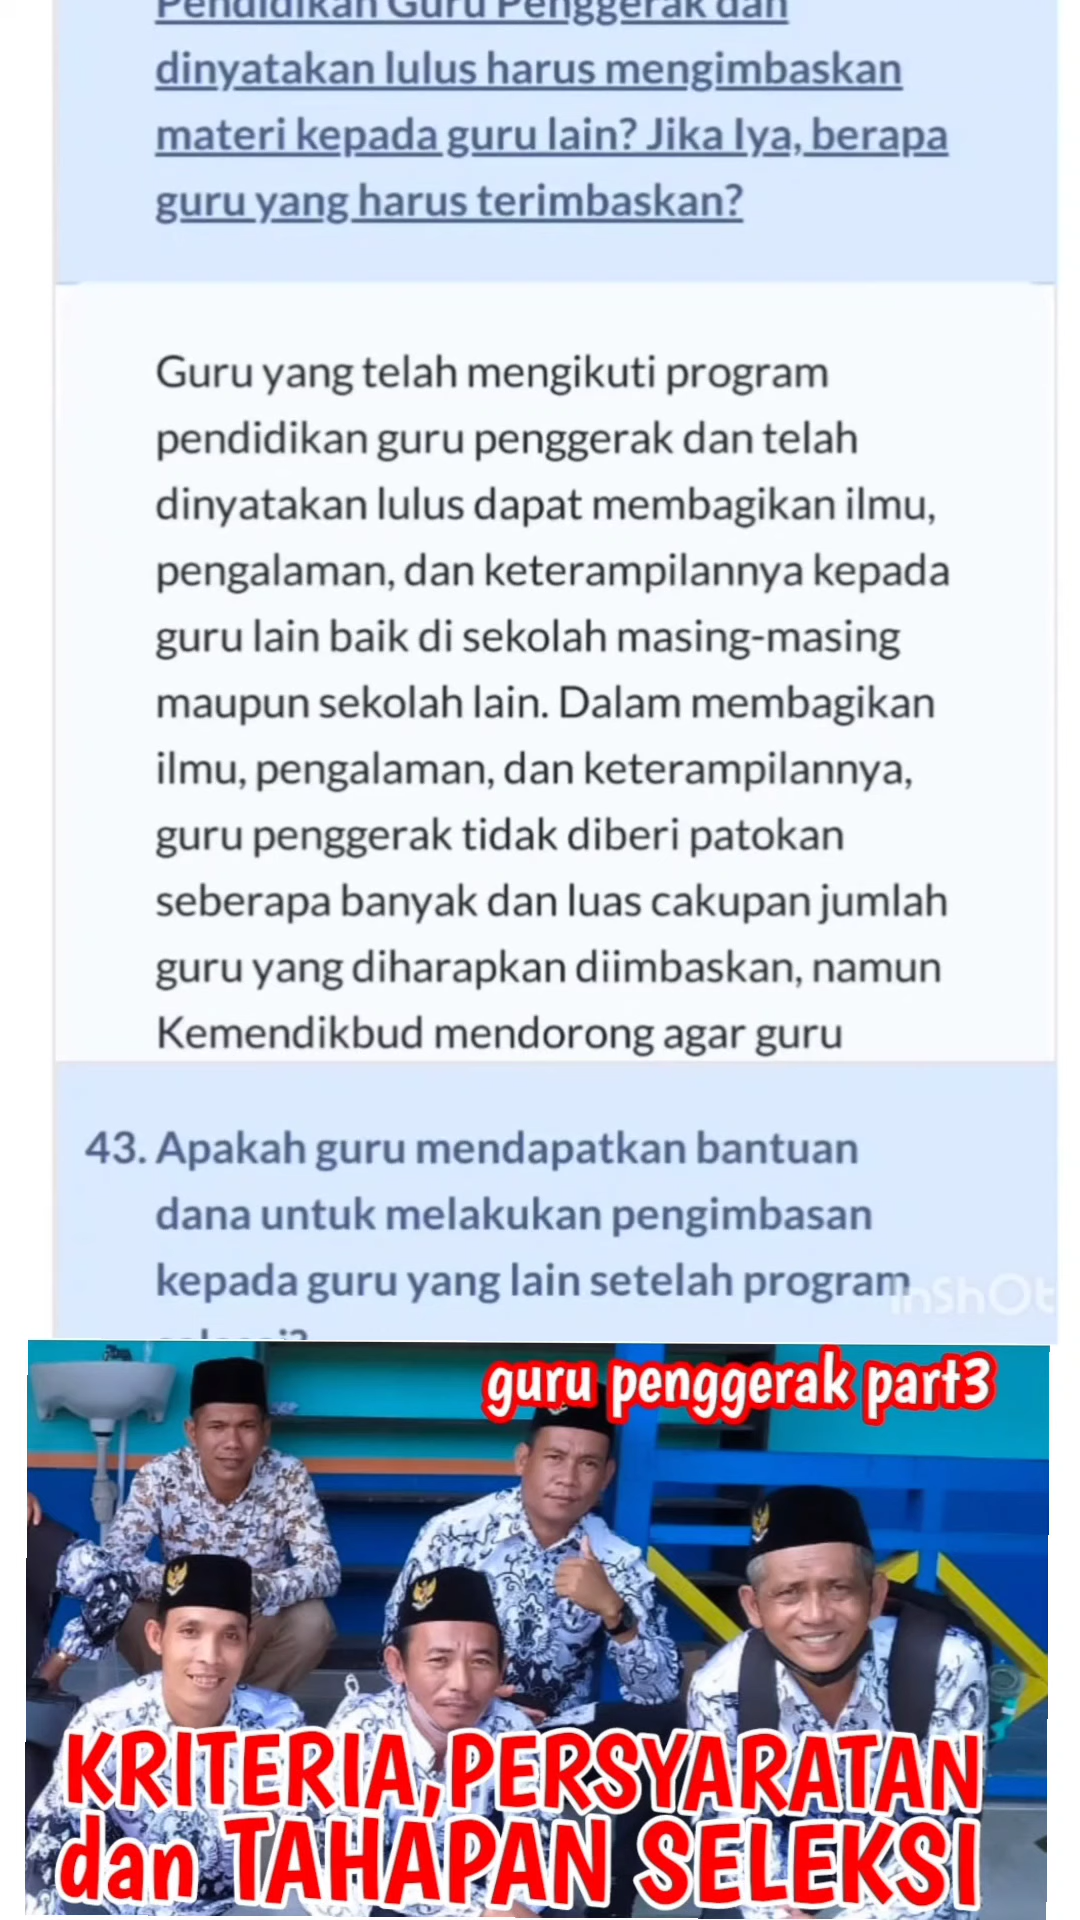 Pendidikan Guru Penggerak dan
dinyatakan lulus harus mengimbaskan
materi kepada guru lain? Jika Iya, berapa
guru yang harus terimbaskan?
Guru yang telah mengikuti program
pendidikan guru penggerak dan telah
dinyatakan lulus dapat membagikan ilmu,
pengalaman, dan keterampilannya kepada
guru lain baik di sekolah masing-masing
maupun sekolah lain. Dalam membagikan
ilmu, pengalaman, dan keterampilannya,
guru penggerak tidak diberi patokan
seberapa banyak dan luas cakupan jumlah
guru yang diharapkan diimbaskan, namun
Kemendikbud mendorong agar guru
43. Apakah guru mendapatkan bantuan
dana untuk melakukan pengimbasan
kepada guru yang lain setelah program
InShOt
guru penggerak part3
KRITERIA,PERSYARATAN
dan TAHAPAN SELEKSI